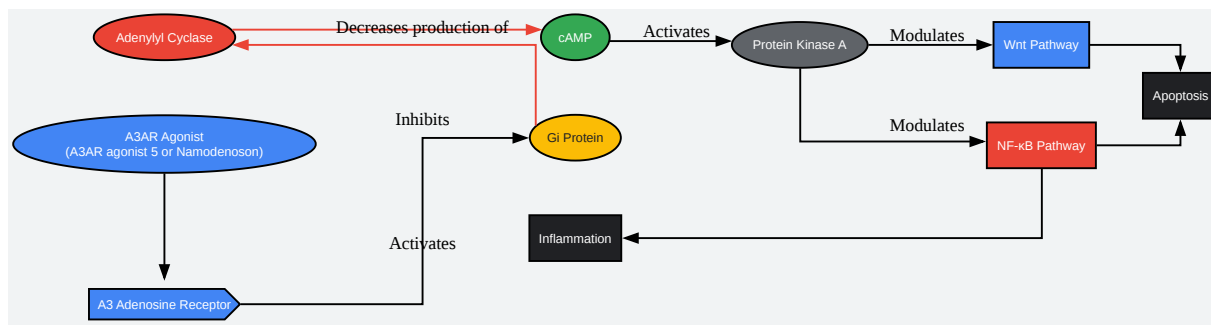 Adenylyl Cyclase
Decreases production of
cAMP
Activates
Protein Kinase A
Modulates
Wnt Pathway
Apoptosis
A3AR Agonist
(A3AR agonist 5 or Namodenoson)
Inhibits
Gi Protein
Modulates
NF-κB Pathway
Activates
Inflammation
A3 Adenosine Receptor